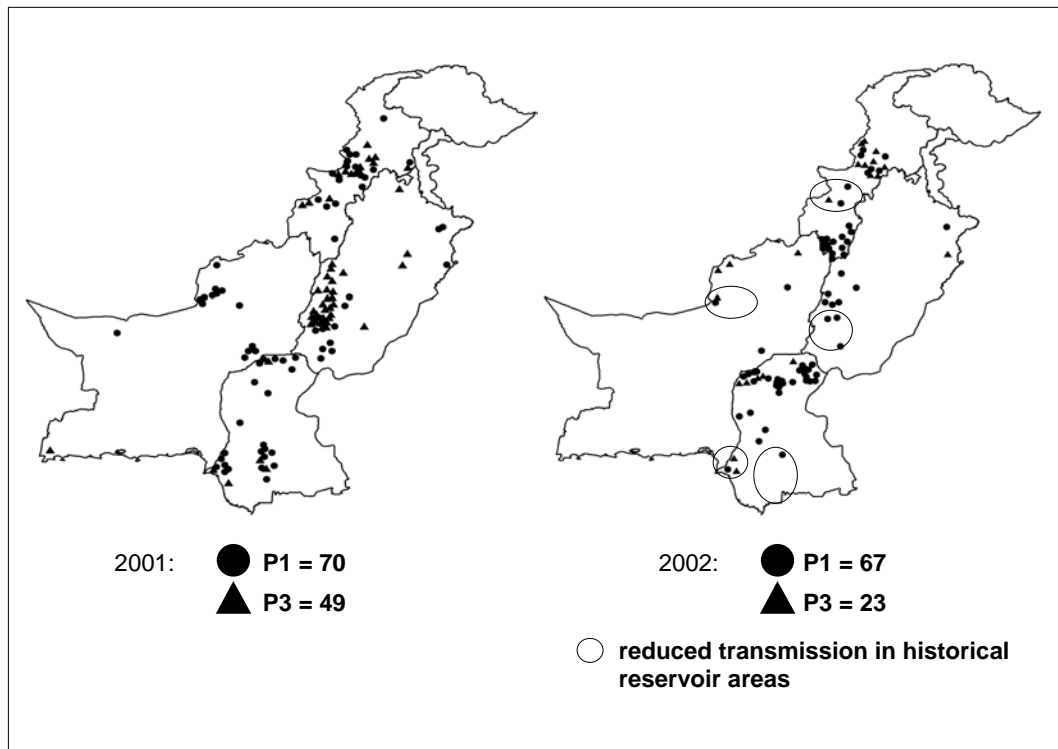 2001:
P1 = 70
P3 = 49
2002:
P1 = 67
P3 = 23
reduced transmission in historical
reservoir areas